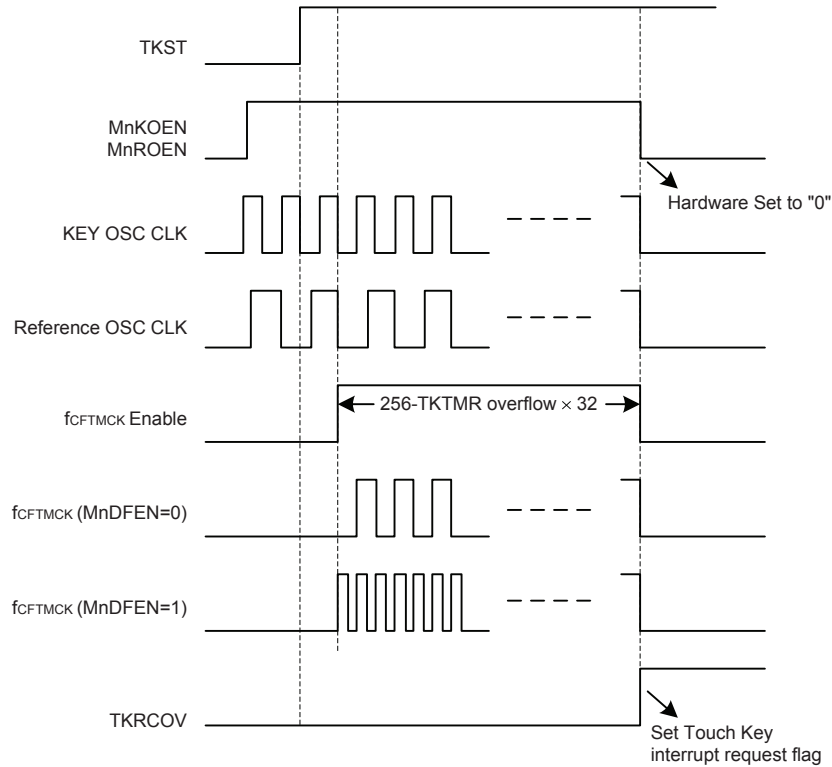 TKST
MnKOEN
MnROEN
Hardware Set to "0"
KEY OSC CLK
Reference OSC CLK
fCFTMCK Enable
256-TKTMR overflow × 32
fCFTMCK (MnDFEN=0)
fCFTMCK (MnDFEN=1)
TKRCOV
Set Touch Key
interrupt request flag